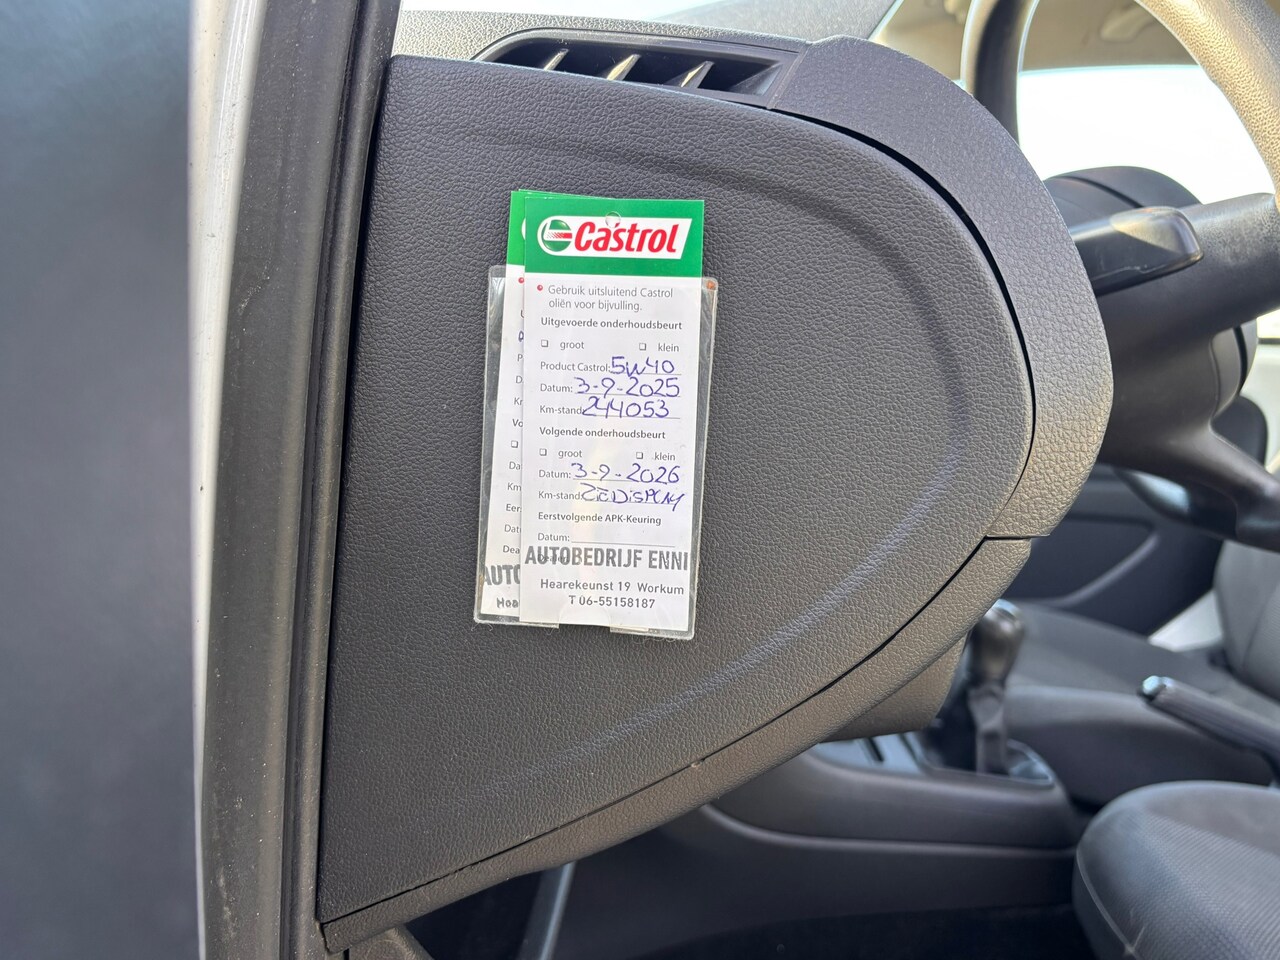 Castrol
Gebruik uitsluitend Castrol
oliën voor bijvulling.
Uitgevoerde onderhoudsbeurt
groot klein
Product Castrol: 5W40
Datum: 3-9-2025
Km-stand: 244053
Volgende onderhoudsbeurt
groot klein
Datum: 3-9-2026
Km-stand: ZIE DISPLAY
Eerstvolgende APK-Keuring
Datum:
AUTOBEDRIJF ENNI
Hearekeunst 19 Workum
T 06-55158187